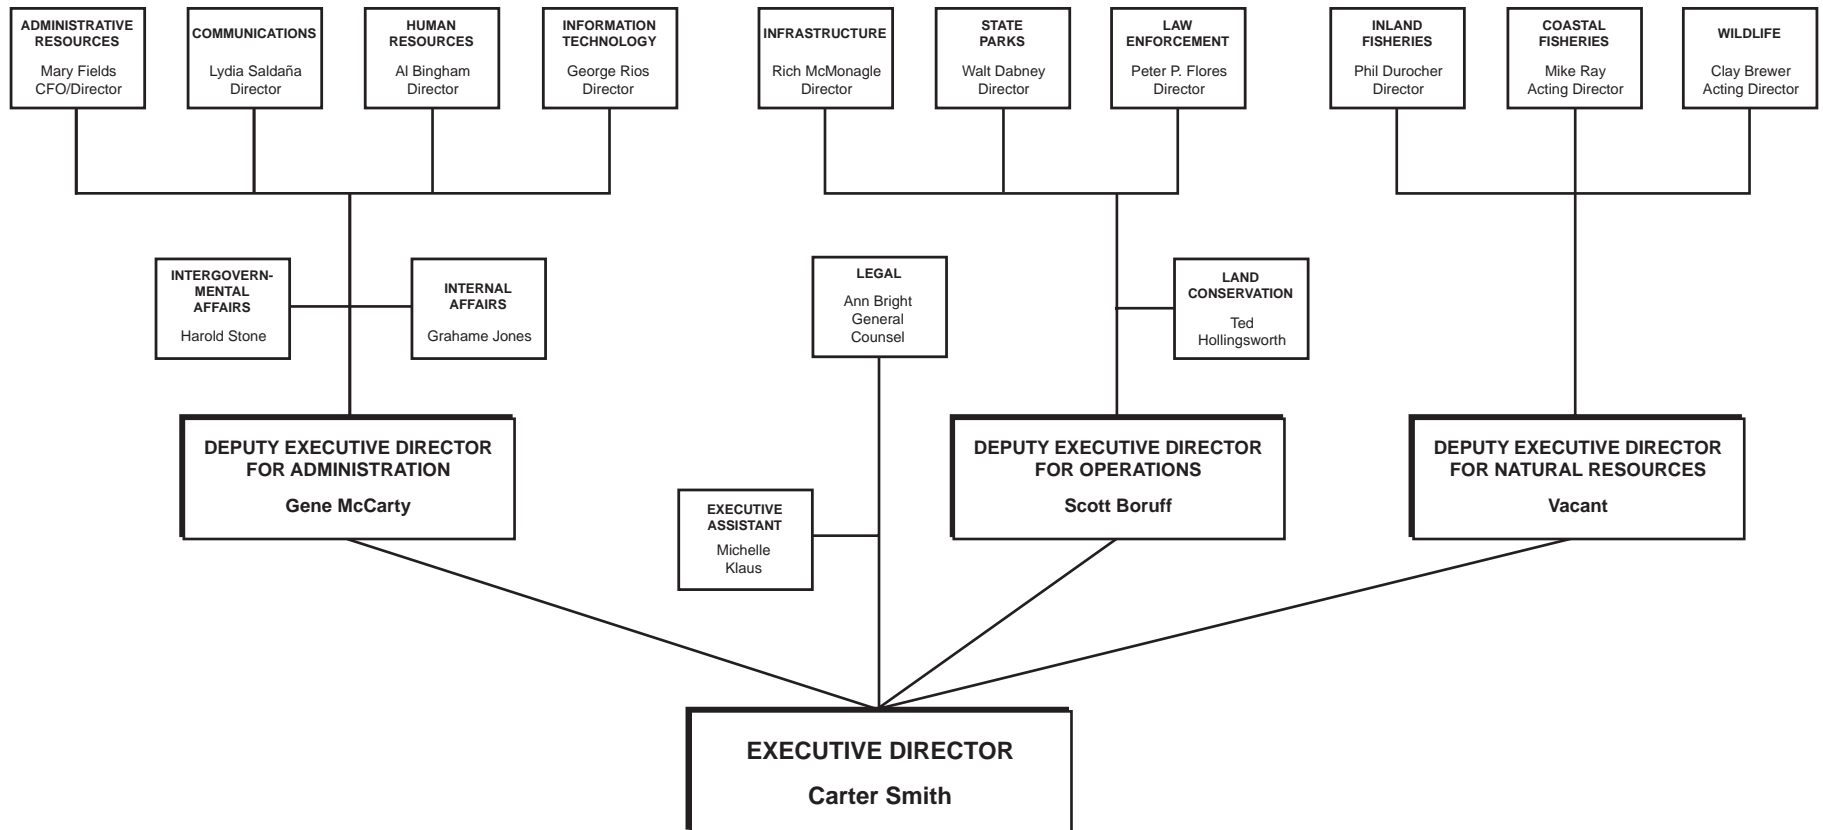 ADMINISTRATIVE
RESOURCES
Mary Fields
CFO/Director
COMMUNICATIONS
Lydia Saldaña
Director
HUMAN
RESOURCES
Al Bingham
Director
INFORMATION
TECHNOLOGY
George Rios
Director
INFRASTRUCTURE
Rich McMonagle
Director
STATE
PARKS
Walt Dabney
Director
LAW
ENFORCEMENT
Peter P. Flores
Director
INLAND
FISHERIES
Phil Durocher
Director
COASTAL
FISHERIES
Mike Ray
Acting Director
WILDLIFE
Clay Brewer
Acting Director
INTERGOVERN-
MENTAL
AFFAIRS
Harold Stone
INTERNAL
AFFAIRS
Grahame Jones
LEGAL
Ann Bright
General
Counsel
LAND
CONSERVATION
Ted
Hollingsworth
DEPUTY EXECUTIVE DIRECTOR
FOR ADMINISTRATION
Gene McCarty
EXECUTIVE
ASSISTANT
Michelle
Klaus
DEPUTY EXECUTIVE DIRECTOR
FOR OPERATIONS
Scott Boruff
DEPUTY EXECUTIVE DIRECTOR
FOR NATURAL RESOURCES
Vacant
EXECUTIVE DIRECTOR
Carter Smith